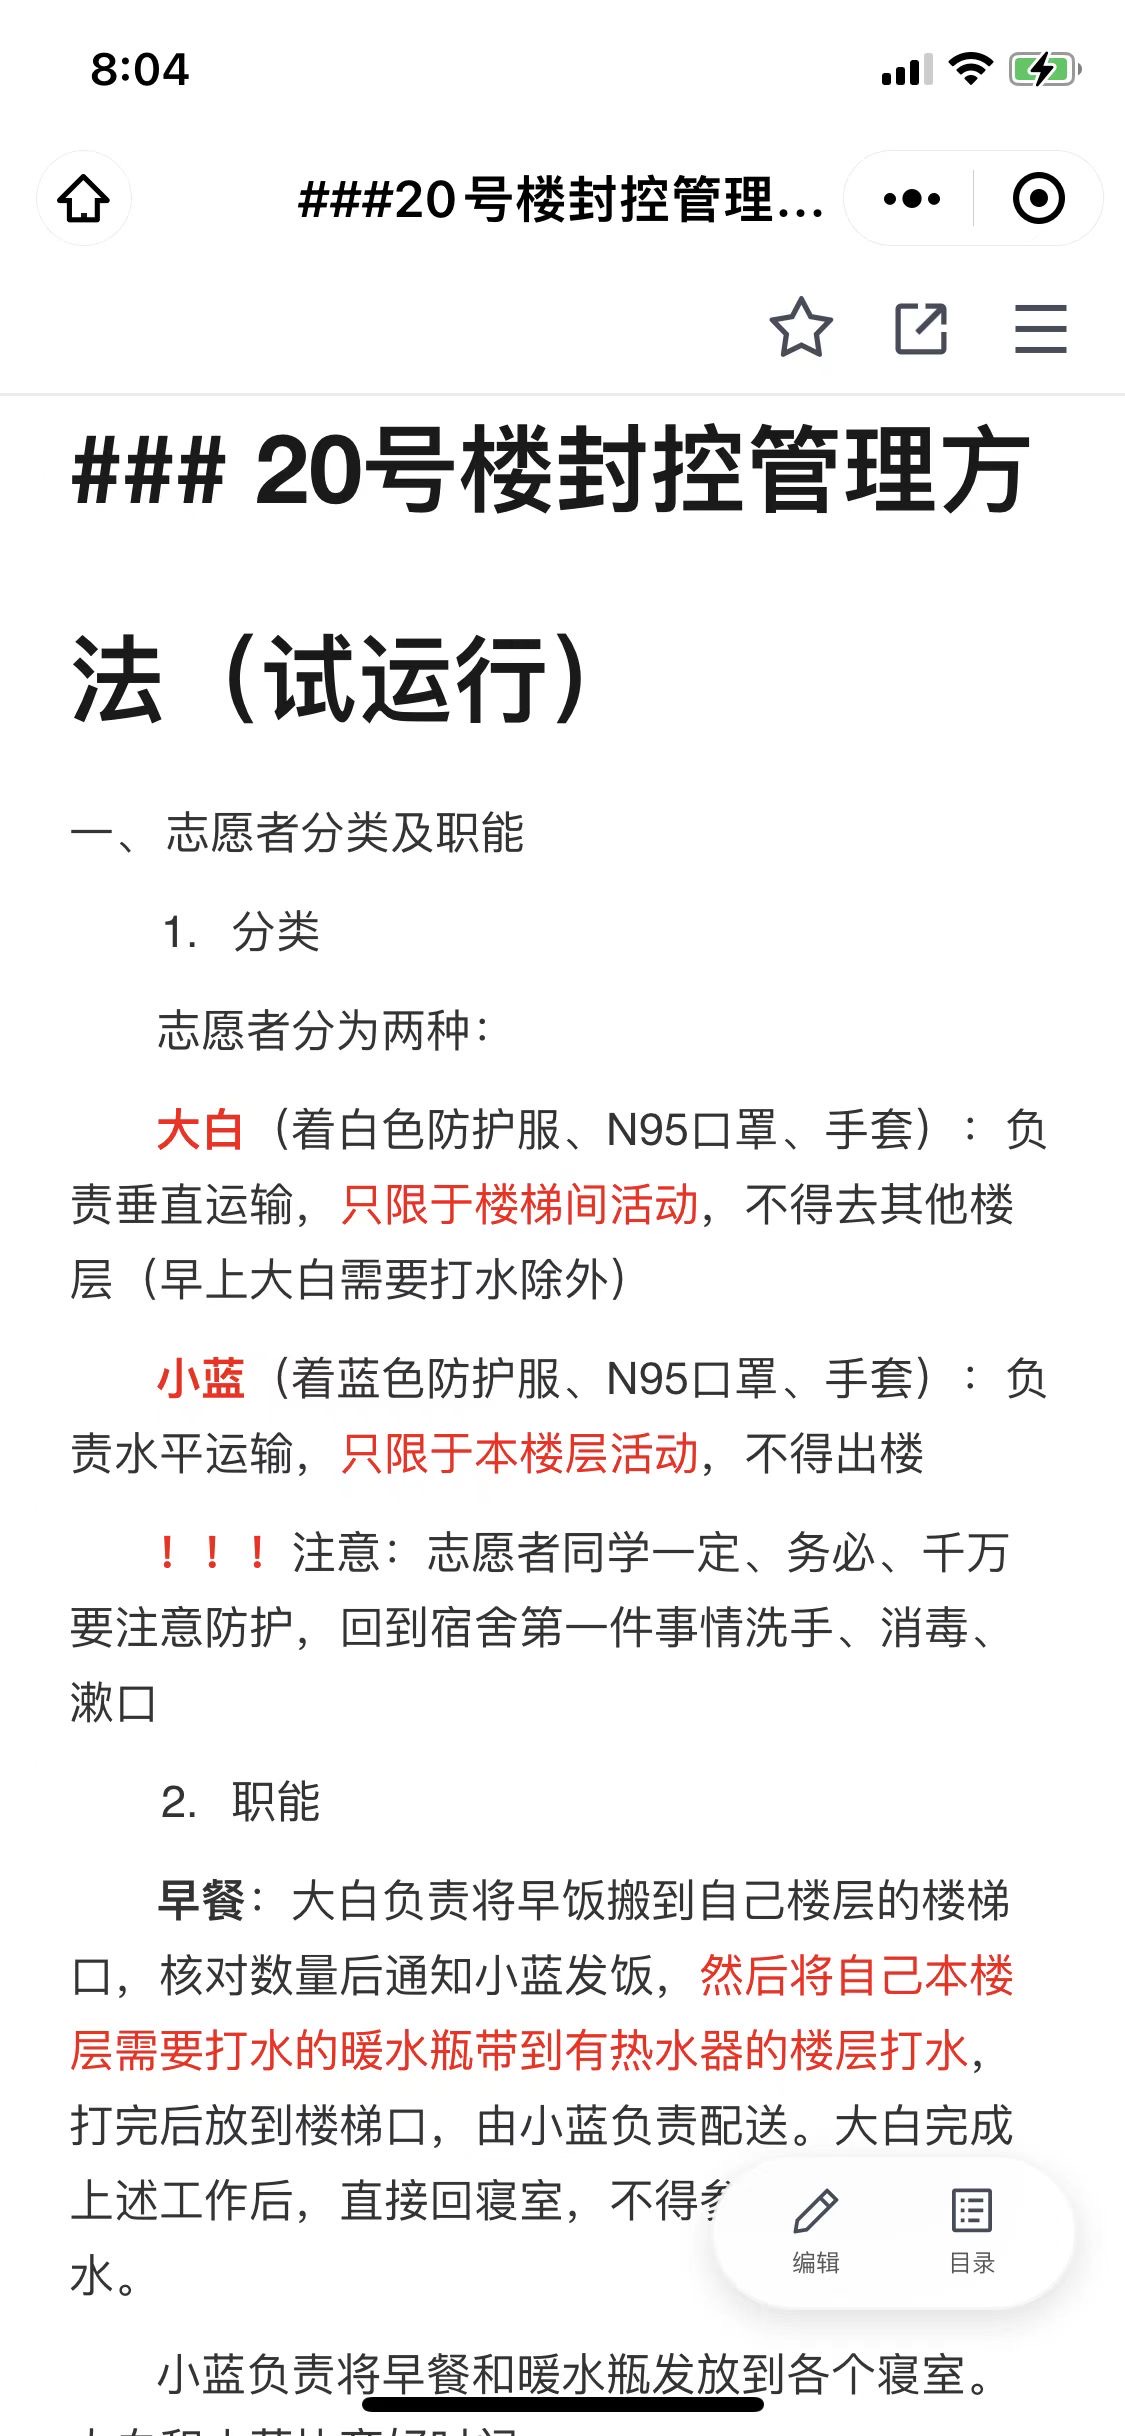 8:04
###20号楼封控管理...
### 20号楼封控管理方
法（试运行）
一、志愿者分类及职能
1. 分类
志愿者分为两种：
大白（着白色防护服、N95口罩、手套）：负
责垂直运输，只限于楼梯间活动，不得去其他楼
层（早上大白需要打水除外）
小蓝（着蓝色防护服、N95口罩、手套）：负
责水平运输，只限于本楼层活动，不得出楼
！！！注意：志愿者同学一定、务必、千万
要注意防护，回到宿舍第一件事情洗手、消毒、
漱口
2. 职能
早餐：大白负责将早饭搬到自己楼层的楼梯
口，核对数量后通知小蓝发饭，然后将自己本楼
层需要打水的暖水瓶带到有热水器的楼层打水，
打完后放到楼梯口，由小蓝负责配送。大白完成
上述工作后，直接回寝室，不得参
水。
编辑
目录
小蓝负责将早餐和暖水瓶发放到各个寝室。